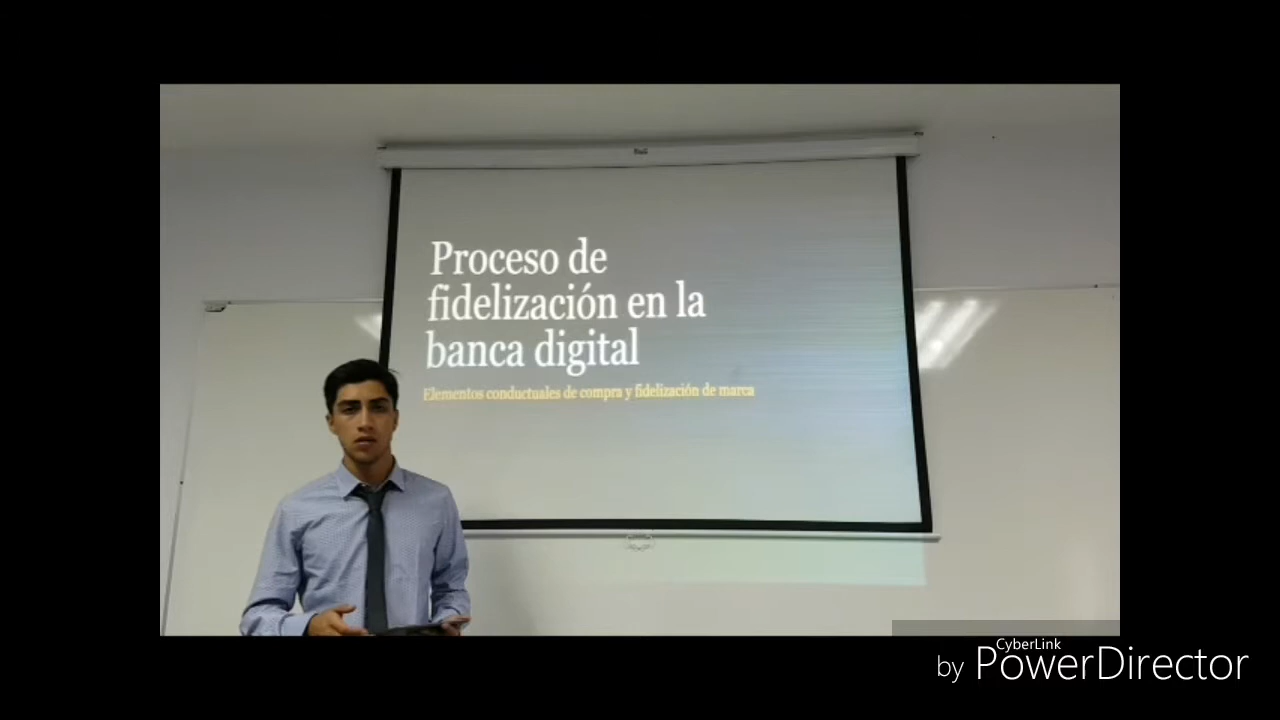 Proceso de
fidelización en la
banca digital
Elementos conductuales de compra y fidelización de marca
CyberLink
by PowerDirector